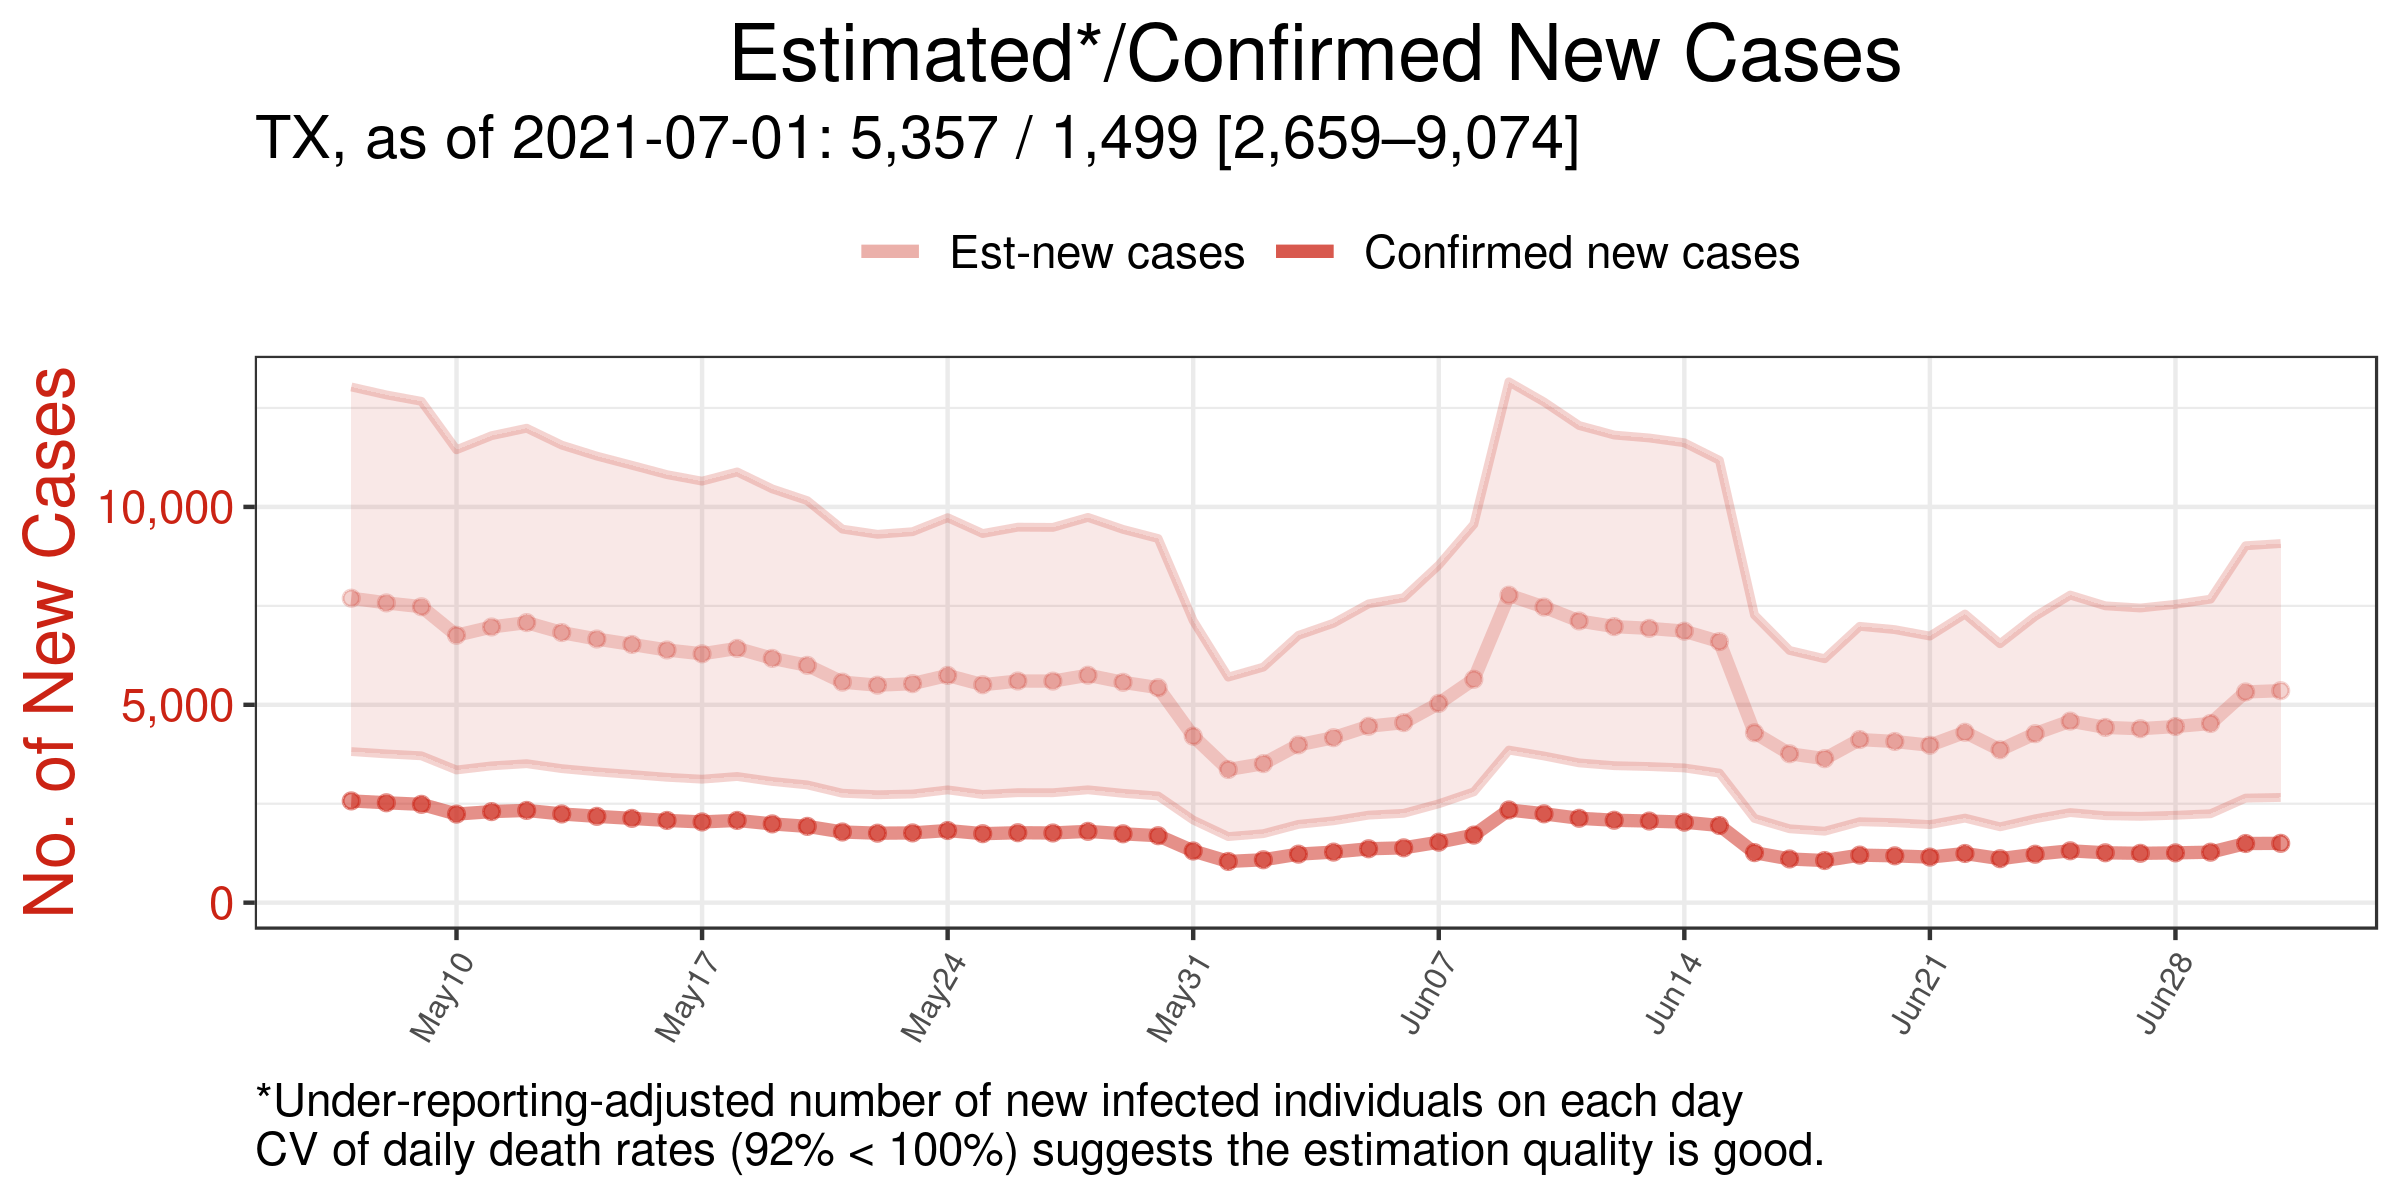 Estimated*/Confirmed New Cases
TX, as of 2021-07-01: 5,357 / 1,499 [2,659–9,074]
Est-new cases
Confirmed new cases
No. of New Cases
10,000
5,000
0
May10
May17
May24
May31
Jun07
Jun14
Jun21
Jun28
*Under-reporting-adjusted number of new infected individuals on each day
CV of daily death rates (92% < 100%) suggests the estimation quality is good.